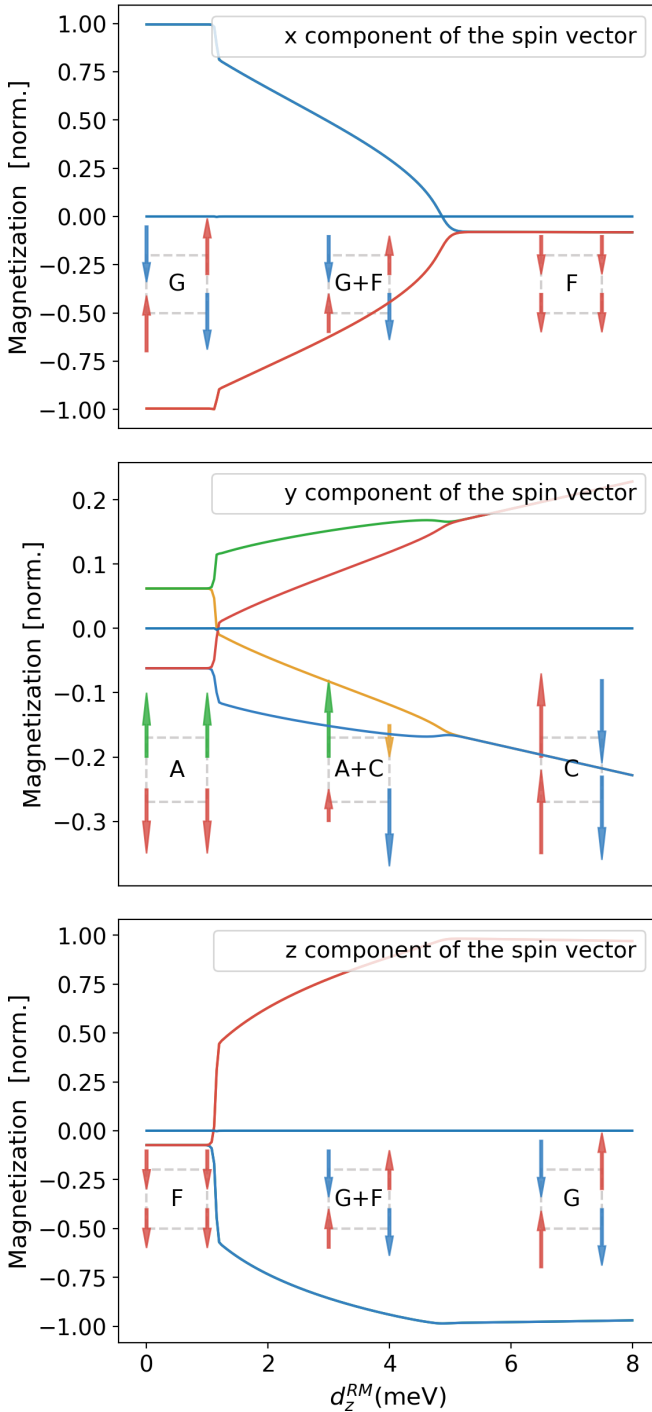 x component of the spin vector
1.00
0.75
0.50
0.25
0.00
−0.25
−0.50
−0.75
−1.00
Magnetization [norm.]
G
G+F
F
y component of the spin vector
0.2
0.1
0.0
−0.1
−0.2
−0.3
Magnetization [norm.]
A
A+C
C
z component of the spin vector
1.00
0.75
0.50
0.25
0.00
−0.25
−0.50
−0.75
−1.00
Magnetization [norm.]
F
G+F
G
0 2 4 6 8
$d_z^{RM}$(meV)